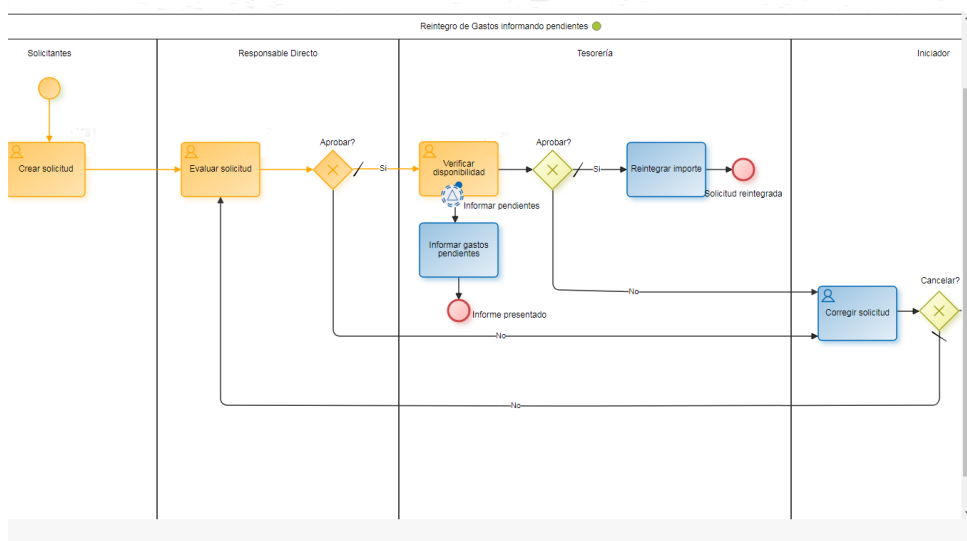 Reintegro de Gastos informando pendientes
Solicitantes
Responsable Directo
Tesorería
Iniciador
Crear solicitud
Evaluar solicitud
Aprobar?
Si
Verificar
disponibilidad
Aprobar?
Si
Reintegrar importe
Solicitud reintegrada
Informar pendientes
Informar gastos
pendientes
Informe presentado
No
No
Corregir solicitud
Cancelar?
No